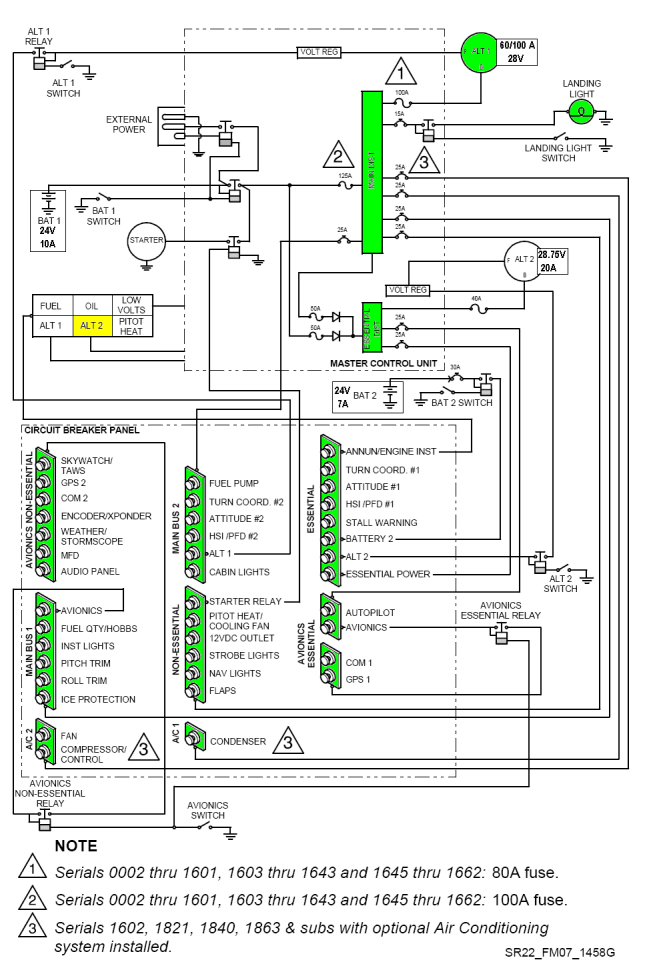 ALT 1
RELAY
ALT 1
SWITCH
VOLT REG
F ALT 1
B
60/100 A
28V
1
100A
15A
LANDING
LIGHT
LANDING LIGHT
SWITCH
EXTERNAL
POWER
2
3
125A
MAIN DIST
25A
25A
25A
25A
25A
BAT 1
24V
10A
BAT 1
SWITCH
STARTER
F ALT 2
B
28.75V
20A
VOLT REG
FUEL
OIL
LOW
VOLTS
ALT 1
ALT 2
PITOT
HEAT
50A
50A
ESSENTIAL
DIST
40A
25A
25A
MASTER CONTROL UNIT
24V
7A
BAT 2
30A
BAT 2 SWITCH
CIRCUIT BREAKER PANEL
AVIONICS NON-ESSENTIAL
SKYWATCH/
TAWS
GPS 2
COM 2
ENCODER/XPONDER
WEATHER/
STORMSCOPE
MFD
AUDIO PANEL
MAIN BUS 2
FUEL PUMP
TURN COORD. #2
ATTITUDE #2
HSI /PFD #2
ALT 1
CABIN LIGHTS
ESSENTIAL
ANNUN/ENGINE INST
TURN COORD. #1
ATTITUDE #1
HSI /PFD #1
STALL WARNING
BATTERY 2
ALT 2
ESSENTIAL POWER
ALT 2
SWITCH
MAIN BUS 1
AVIONICS
FUEL QTY/HOBBS
INST LIGHTS
PITCH TRIM
ROLL TRIM
ICE PROTECTION
NON-ESSENTIAL
STARTER RELAY
PITOT HEAT/
COOLING FAN
12VDC OUTLET
STROBE LIGHTS
NAV LIGHTS
FLAPS
AVIONICS
ESSENTIAL
AUTOPILOT
AVIONICS
COM 1
GPS 1
AVIONICS
ESSENTIAL RELAY
A/C 2
FAN
COMPRESSOR/
CONTROL
3
A/C 1
CONDENSER
3
AVIONICS
NON-ESSENTIAL
RELAY
AVIONICS
SWITCH
NOTE
1 Serials 0002 thru 1601, 1603 thru 1643 and 1645 thru 1662: 80A fuse.
2 Serials 0002 thru 1601, 1603 thru 1643 and 1645 thru 1662: 100A fuse.
3 Serials 1602, 1821, 1840, 1863 & subs with optional Air Conditioning
system installed.
SR22_FM07_1458G